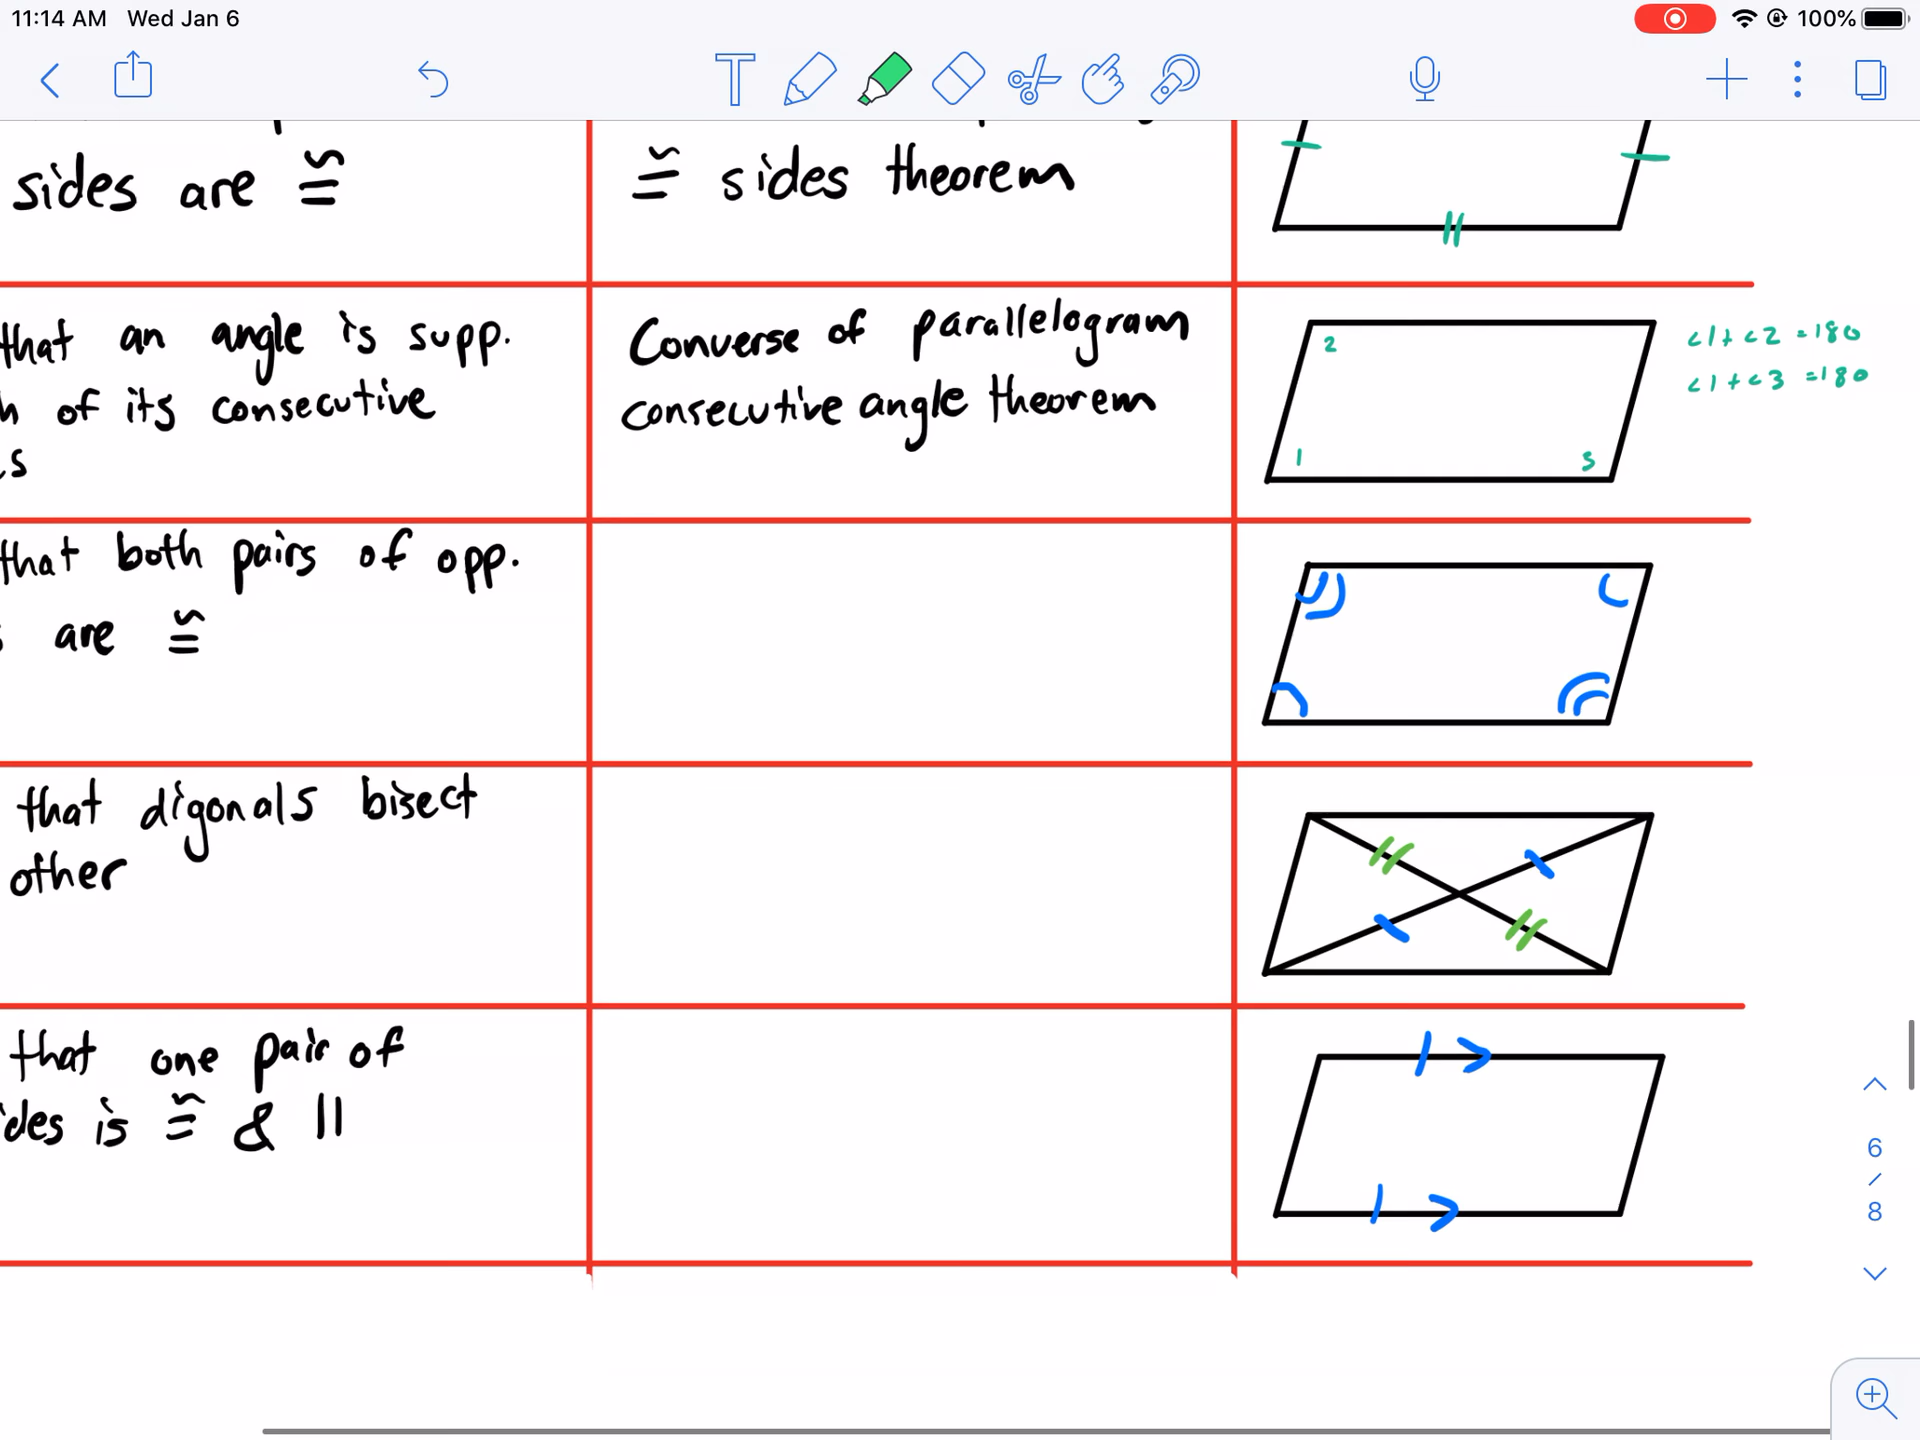 11:14 AM Wed Jan 6
100%
sides are ≅
≅ sides theorem
that an angle is supp.
of its consecutive
Converse of parallelogram
consecutive angle theorem
2
1
3
<1 + <2 = 180
<1 + <3 = 180
that both pairs of opp.
are ≅
that digonals bisect
other
that one pair of
is ≅ & ||
6
/
8